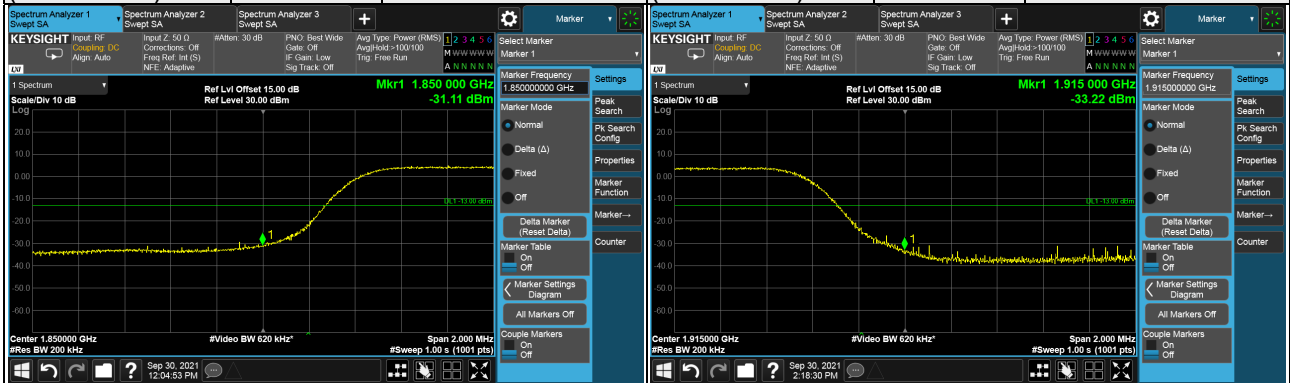 Spectrum Analyzer 1
Swept SA
Spectrum Analyzer 2
Swept SA
Spectrum Analyzer 3
Swept SA
Marker
KEYSIGHT
Input: RF
Coupling: DC
Align: Auto
Input Z: 50 Ω
Corrections: Off
Freq Ref: Int (S)
NFE: Adaptive
#Atten: 30 dB
PNO: Best Wide
Gate: Off
IF Gain: Low
Sig Track: Off
Avg Type: Power (RMS)
Avg|Hold:>100/100
Trig: Free Run
1 2 3 4 5 6
M W W W W W
A N N N N N
LXI
Select Marker
Marker 1
1 Spectrum
Scale/Div 10 dB
Log
Ref Lvl Offset 15.00 dB
Ref Level 30.00 dBm
Mkr1 1.850 000 GHz
-31.11 dBm
20.0
10.0
0.00
-10.0
-20.0
-30.0
-40.0
-50.0
-60.0
DL1 -13.00 dBm
1
Center 1.850000 GHz
#Res BW 200 kHz
#Video BW 620 kHz*
Span 2.000 MHz
#Sweep 1.00 s (1001 pts)
Marker Frequency
1.850000000 GHz
Marker Mode
Normal
Delta (Δ)
Fixed
Off
Delta Marker
(Reset Delta)
Marker Table
On
Off
Marker Settings
Diagram
All Markers Off
Couple Markers
On
Off
Settings
Peak
Search
Pk Search
Config
Properties
Marker
Function
Marker→
Counter
Sep 30, 2021
12:04:53 PM
Spectrum Analyzer 1
Swept SA
Spectrum Analyzer 2
Swept SA
Spectrum Analyzer 3
Swept SA
Marker
KEYSIGHT
Input: RF
Coupling: DC
Align: Auto
Input Z: 50 Ω
Corrections: Off
Freq Ref: Int (S)
NFE: Adaptive
#Atten: 30 dB
PNO: Best Wide
Gate: Off
IF Gain: Low
Sig Track: Off
Avg Type: Power (RMS)
Avg|Hold:>100/100
Trig: Free Run
1 2 3 4 5 6
M W W W W W
A N N N N N
LXI
Select Marker
Marker 1
1 Spectrum
Scale/Div 10 dB
Log
Ref Lvl Offset 15.00 dB
Ref Level 30.00 dBm
Mkr1 1.915 000 GHz
-33.22 dBm
20.0
10.0
0.00
-10.0
-20.0
-30.0
-40.0
-50.0
-60.0
DL1 -13.00 dBm
1
Center 1.915000 GHz
#Res BW 200 kHz
#Video BW 620 kHz*
Span 2.000 MHz
#Sweep 1.00 s (1001 pts)
Marker Frequency
1.915000000 GHz
Marker Mode
Normal
Delta (Δ)
Fixed
Off
Delta Marker
(Reset Delta)
Marker Table
On
Off
Marker Settings
Diagram
All Markers Off
Couple Markers
On
Off
Settings
Peak
Search
Pk Search
Config
Properties
Marker
Function
Marker→
Counter
Sep 30, 2021
2:18:30 PM